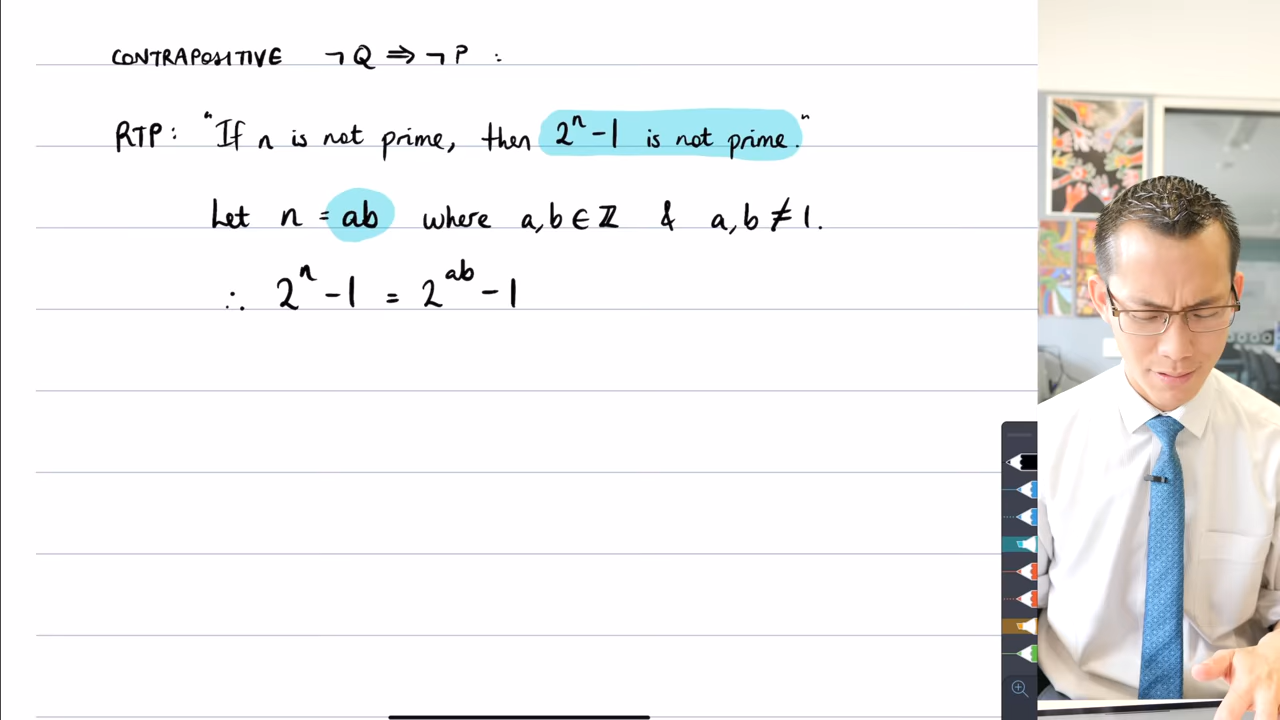 CONTRAPOSITIVE ¬Q ⇒ ¬P :
RTP: "If n is not prime, then 2ⁿ-1 is not prime."
Let n = ab where a,b ∈ ℤ & a,b ≠ 1.
∴ 2ⁿ-1 = 2ᵃᵇ-1